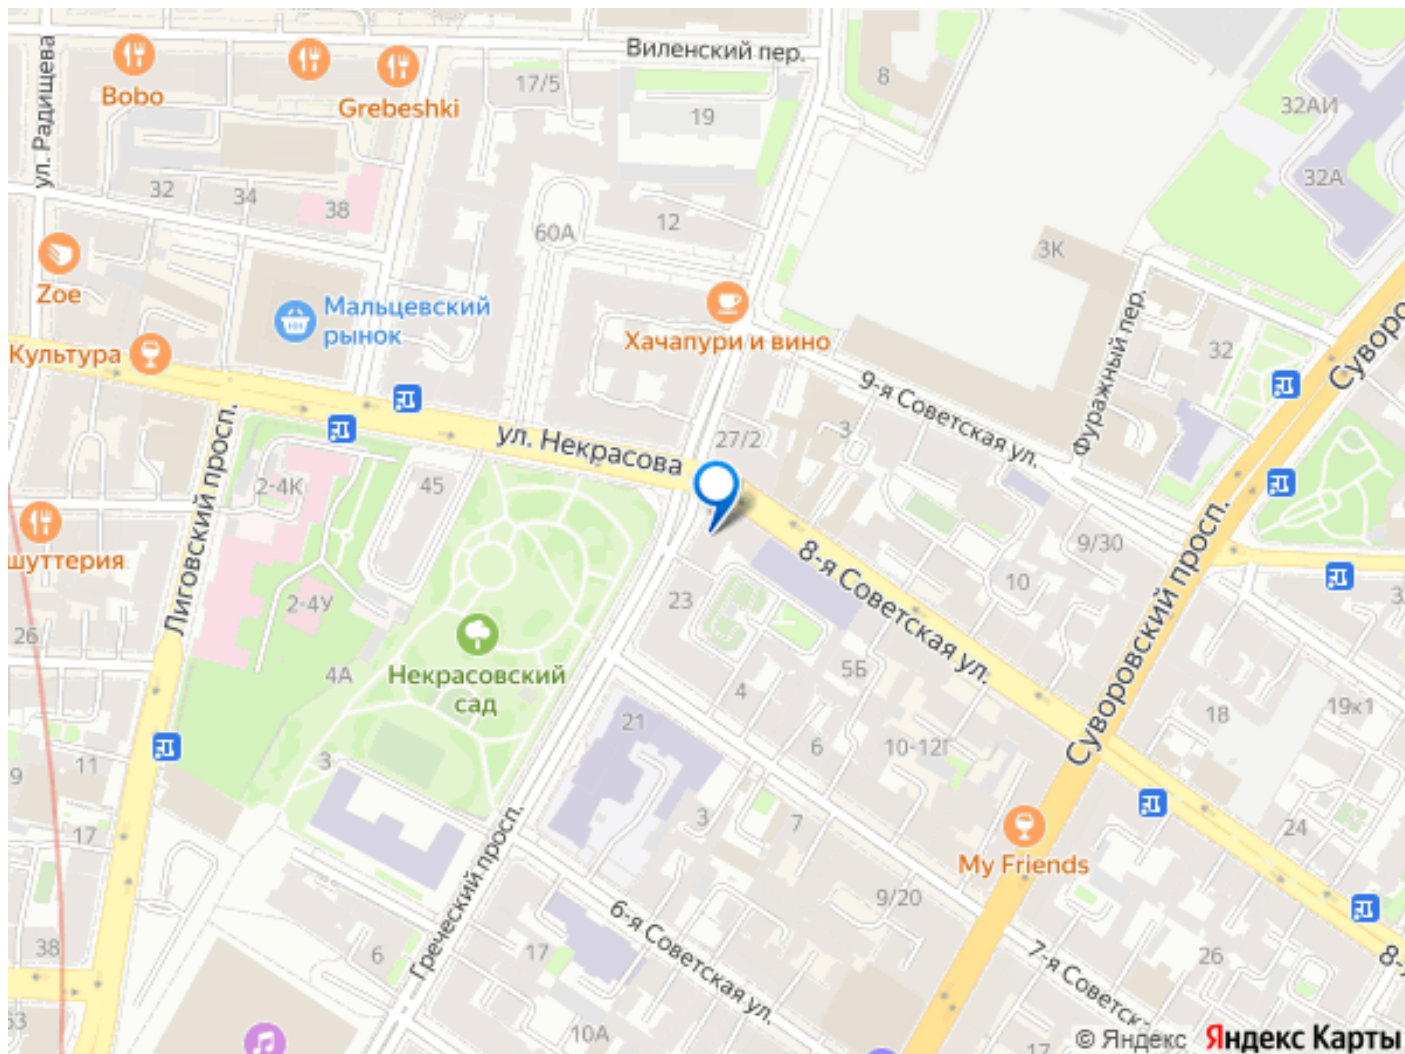 Виленский пер.
ул. Радищева
Bobo
Grebeshki
17/5
19
8
32АИ
32А
32
34
38
12
60А
3К
Zoe
Мальцевский
рынок
Хачапури и вино
Культура
Фуражный пер.
32
Суворо
9-я Советская ул.
ул. Некрасова
27/2
3
Лиговский просп.
2-4К
45
шуттерия
8-я Советская ул.
9/30
10
Суворовский просп.
2-4У
23
26
4А
Некрасовский
сад
5Б
4
21
6
10-12Г
18
19к1
3
9
11
17
3
7
My Friends
24
Греческий просп.
9/20
6-я Советская ул.
38
6
17
7-я Советск
26
8-
10А
17
© Яндекс
Яндекс Карты